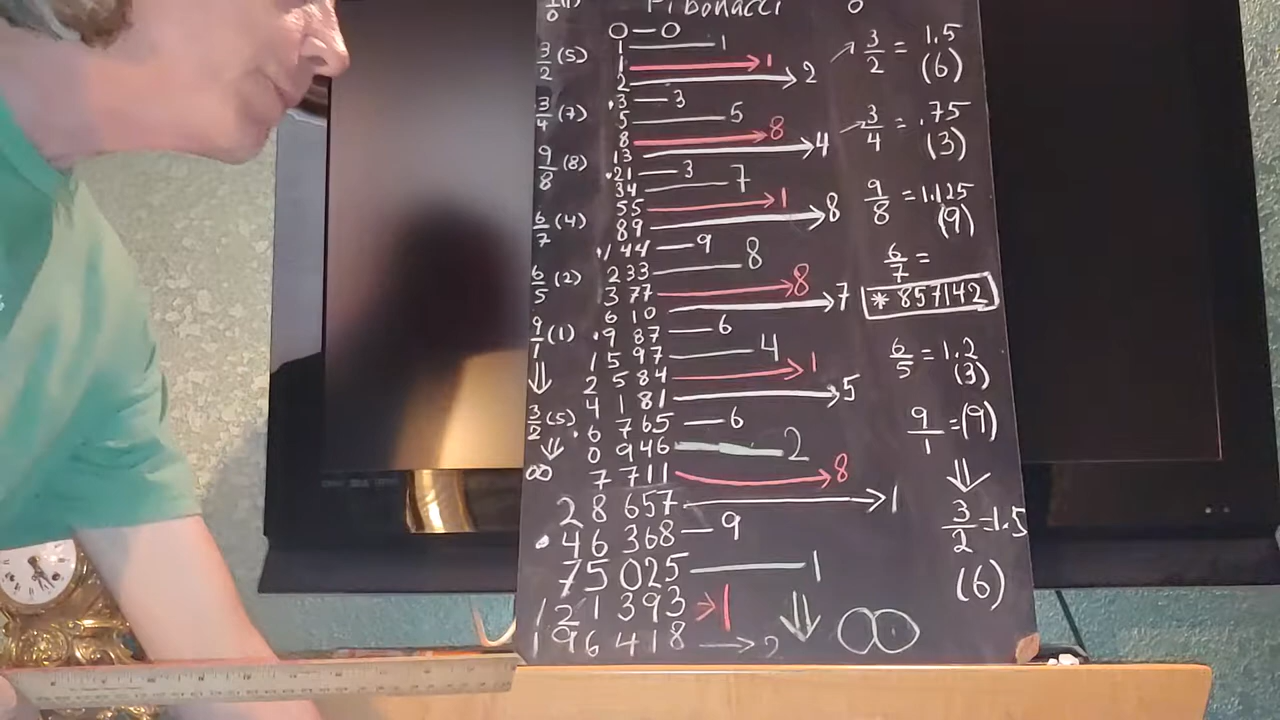 Fibonacci
0 — 0
1 — 1
3/2 (5) 1 → 1
2 → 2
3/2 = 1.5 (6)
.3 — 3
3/4 (7) 5 — 5
8 → 8
3/4 = .75 (3)
13 → 4
9/8 (8) .21 — 3
34 — 7
55 → 1
9/8 = 1.125 (9)
6/7 (4) 89 → 8
.144 — 9
6/7 =
233 — 8
6/5 (2) 377 → 8
*857142
610 → 7
9/1 (1) .987 — 6
1597 — 4
6/5 = 1.2 (3)
2584 → 1
4181 → 5
3/2 (5) .6765 — 6
9/1 = (9)
0946 — 2
∞ 7711 → 8
28657 → 1
3/2 = 1.5
.46368 — 9
75025 — 1
(6)
121393 → 1
196418 → 2
∞